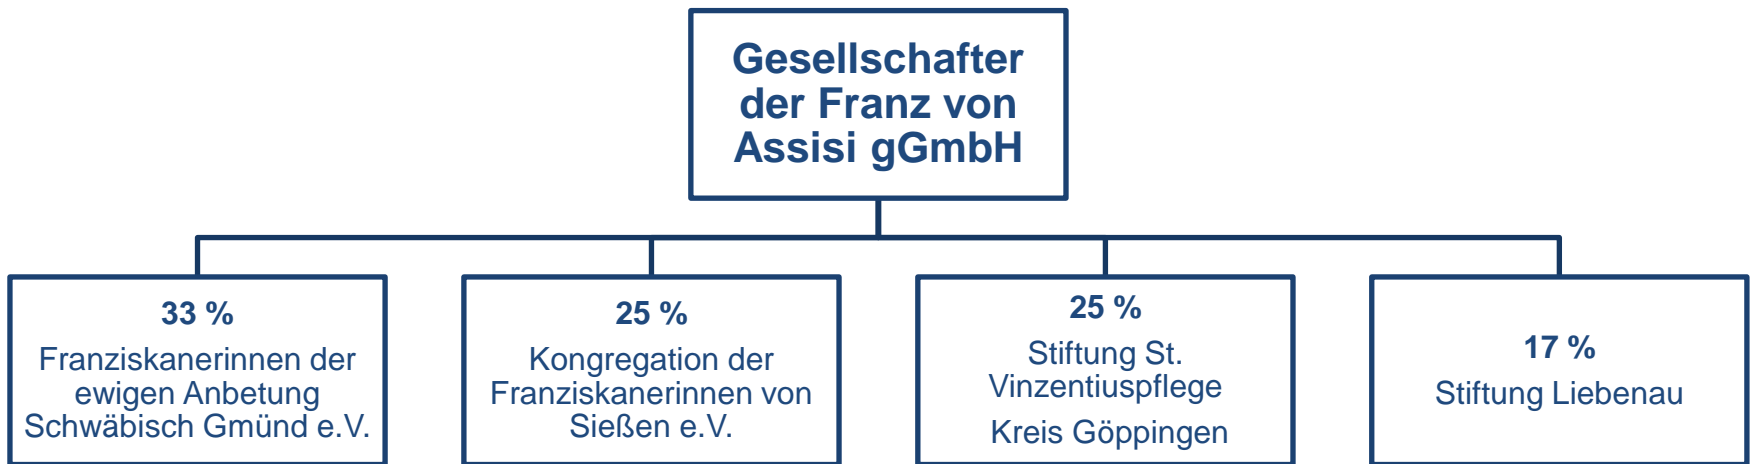 Gesellschafter
der Franz von
Assisi gGmbH
33 %
Franziskanerinnen der
ewigen Anbetung
Schwäbisch Gmünd e.V.
25 %
Kongregation der
Franziskanerinnen von
Sießen e.V.
25 %
Stiftung St.
Vinzentiuspflege
Kreis Göppingen
17 %
Stiftung Liebenau